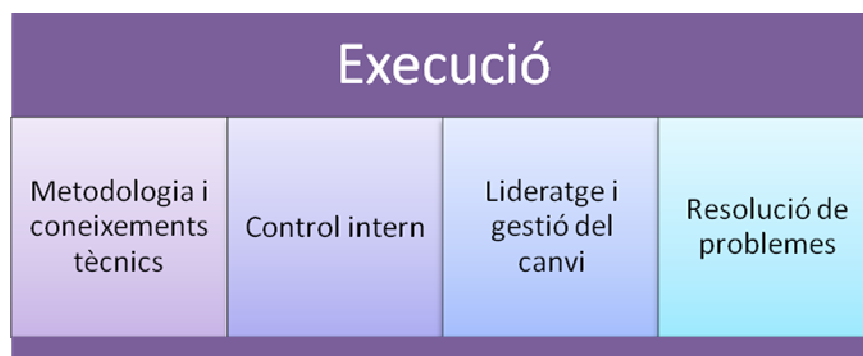 Execució
Metodologia i
coneixements
tècnics
Control intern
Lideratge i
gestió del
canvi
Resolució de
problemes